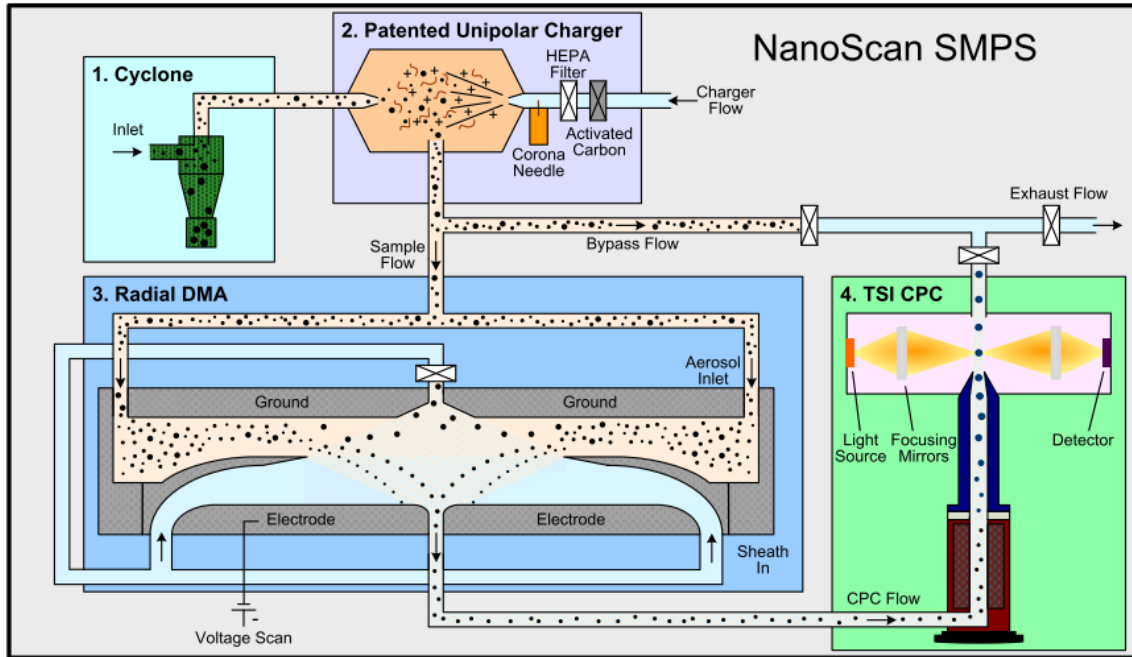 NanoScan SMPS
1. Cyclone
Inlet
2. Patented Unipolar Charger
HEPA
Filter
Charger
Flow
Corona
Needle
Activated
Carbon
Sample
Flow
Bypass Flow
Exhaust Flow
3. Radial DMA
Aerosol
Inlet
Ground
Ground
Electrode
Electrode
Sheath
In
Voltage Scan
4. TSI CPC
Light
Source
Focusing
Mirrors
Detector
CPC Flow